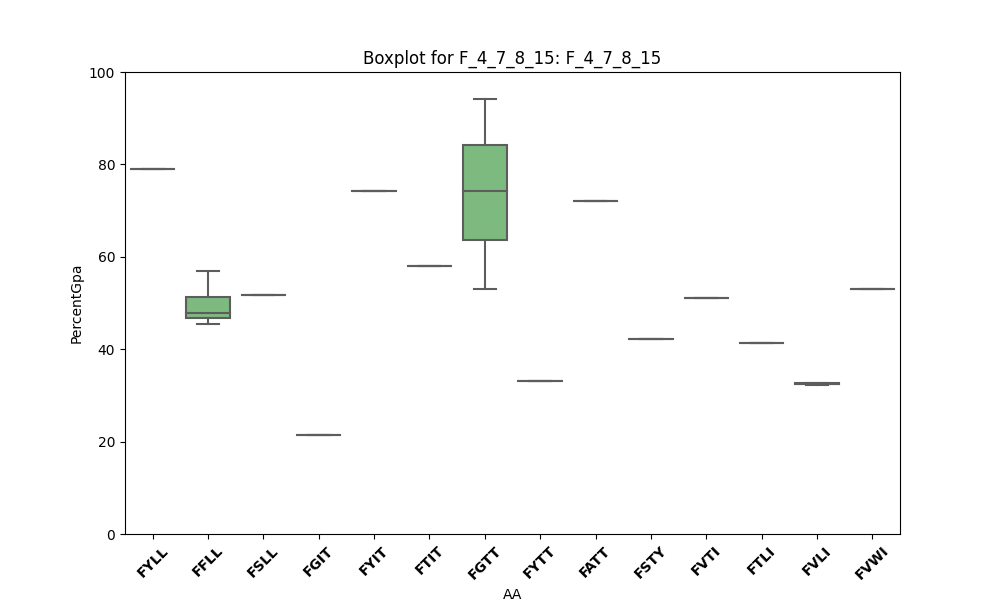 Boxplot for F_4_7_8_15: F_4_7_8_15
PercentGpa
100
80
60
40
20
0
FYLL
FFLL
FSLL
FGIT
FYIT
FTIT
FGTT
FYTT
FATT
FSTY
FVTI
FTLI
FVLI
FVWI
AA